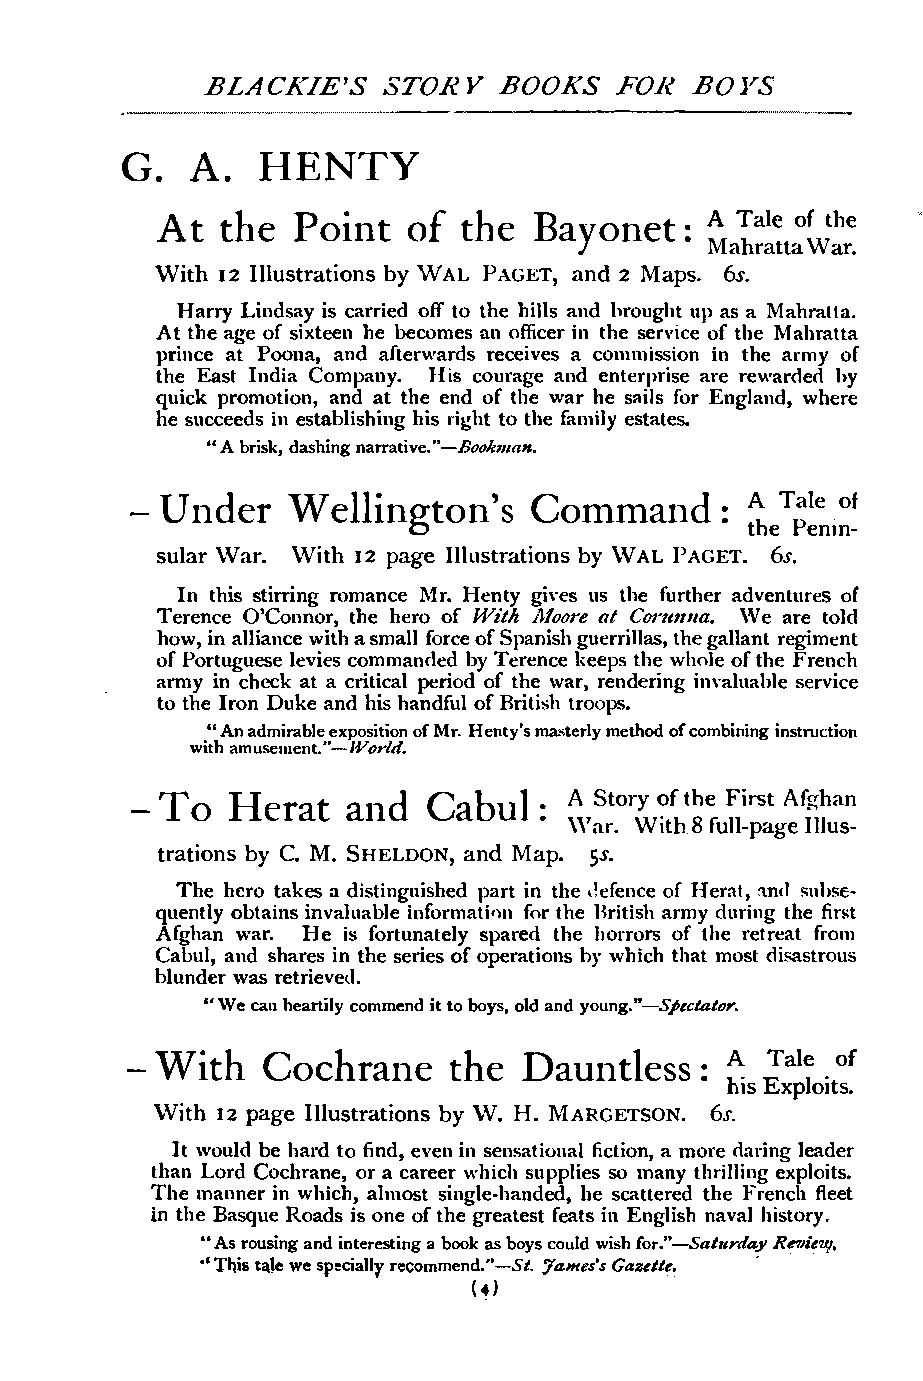 BLACKIE'S STORY BOOKS FOR BOYS
G. A. HENTY
At the Point of the Bayonet: A Tale of the
Mahratta War.
With 12 Illustrations by WAL PAGET, and 2 Maps. 6s.
Harry Lindsay is carried off to the hills and brought up as a Mahratta.
At the age of sixteen he becomes an officer in the service of the Mahratta
prince at Poona, and afterwards receives a commission in the army of
the East India Company. His courage and enterprise are rewarded by
quick promotion, and at the end of the war he sails for England, where
he succeeds in establishing his right to the family estates.
"A brisk, dashing narrative."—Bookman.
– Under Wellington's Command: A Tale of
the Penin-
sular War. With 12 page Illustrations by WAL PAGET. 6s.
In this stirring romance Mr. Henty gives us the further adventures of
Terence O'Connor, the hero of With Moore at Corunna. We are told
how, in alliance with a small force of Spanish guerrillas, the gallant regiment
of Portuguese levies commanded by Terence keeps the whole of the French
army in check at a critical period of the war, rendering invaluable service
to the Iron Duke and his handful of British troops.
"An admirable exposition of Mr. Henty's masterly method of combining instruction
with amusement."—World.
– To Herat and Cabul: A Story of the First Afghan
War. With 8 full-page Illus-
trations by C. M. SHELDON, and Map. 5s.
The hero takes a distinguished part in the defence of Herat, and subse-
quently obtains invaluable information for the British army during the first
Afghan war. He is fortunately spared the horrors of the retreat from
Cabul, and shares in the series of operations by which that most disastrous
blunder was retrieved.
"We can heartily commend it to boys, old and young."—Spectator.
– With Cochrane the Dauntless: A Tale of
his Exploits.
With 12 page Illustrations by W. H. MARGETSON. 6s.
It would be hard to find, even in sensational fiction, a more daring leader
than Lord Cochrane, or a career which supplies so many thrilling exploits.
The manner in which, almost single-handed, he scattered the French fleet
in the Basque Roads is one of the greatest feats in English naval history.
"As rousing and interesting a book as boys could wish for."—Saturday Review.
"This tale we specially recommend."—St. James's Gazette.
(4)